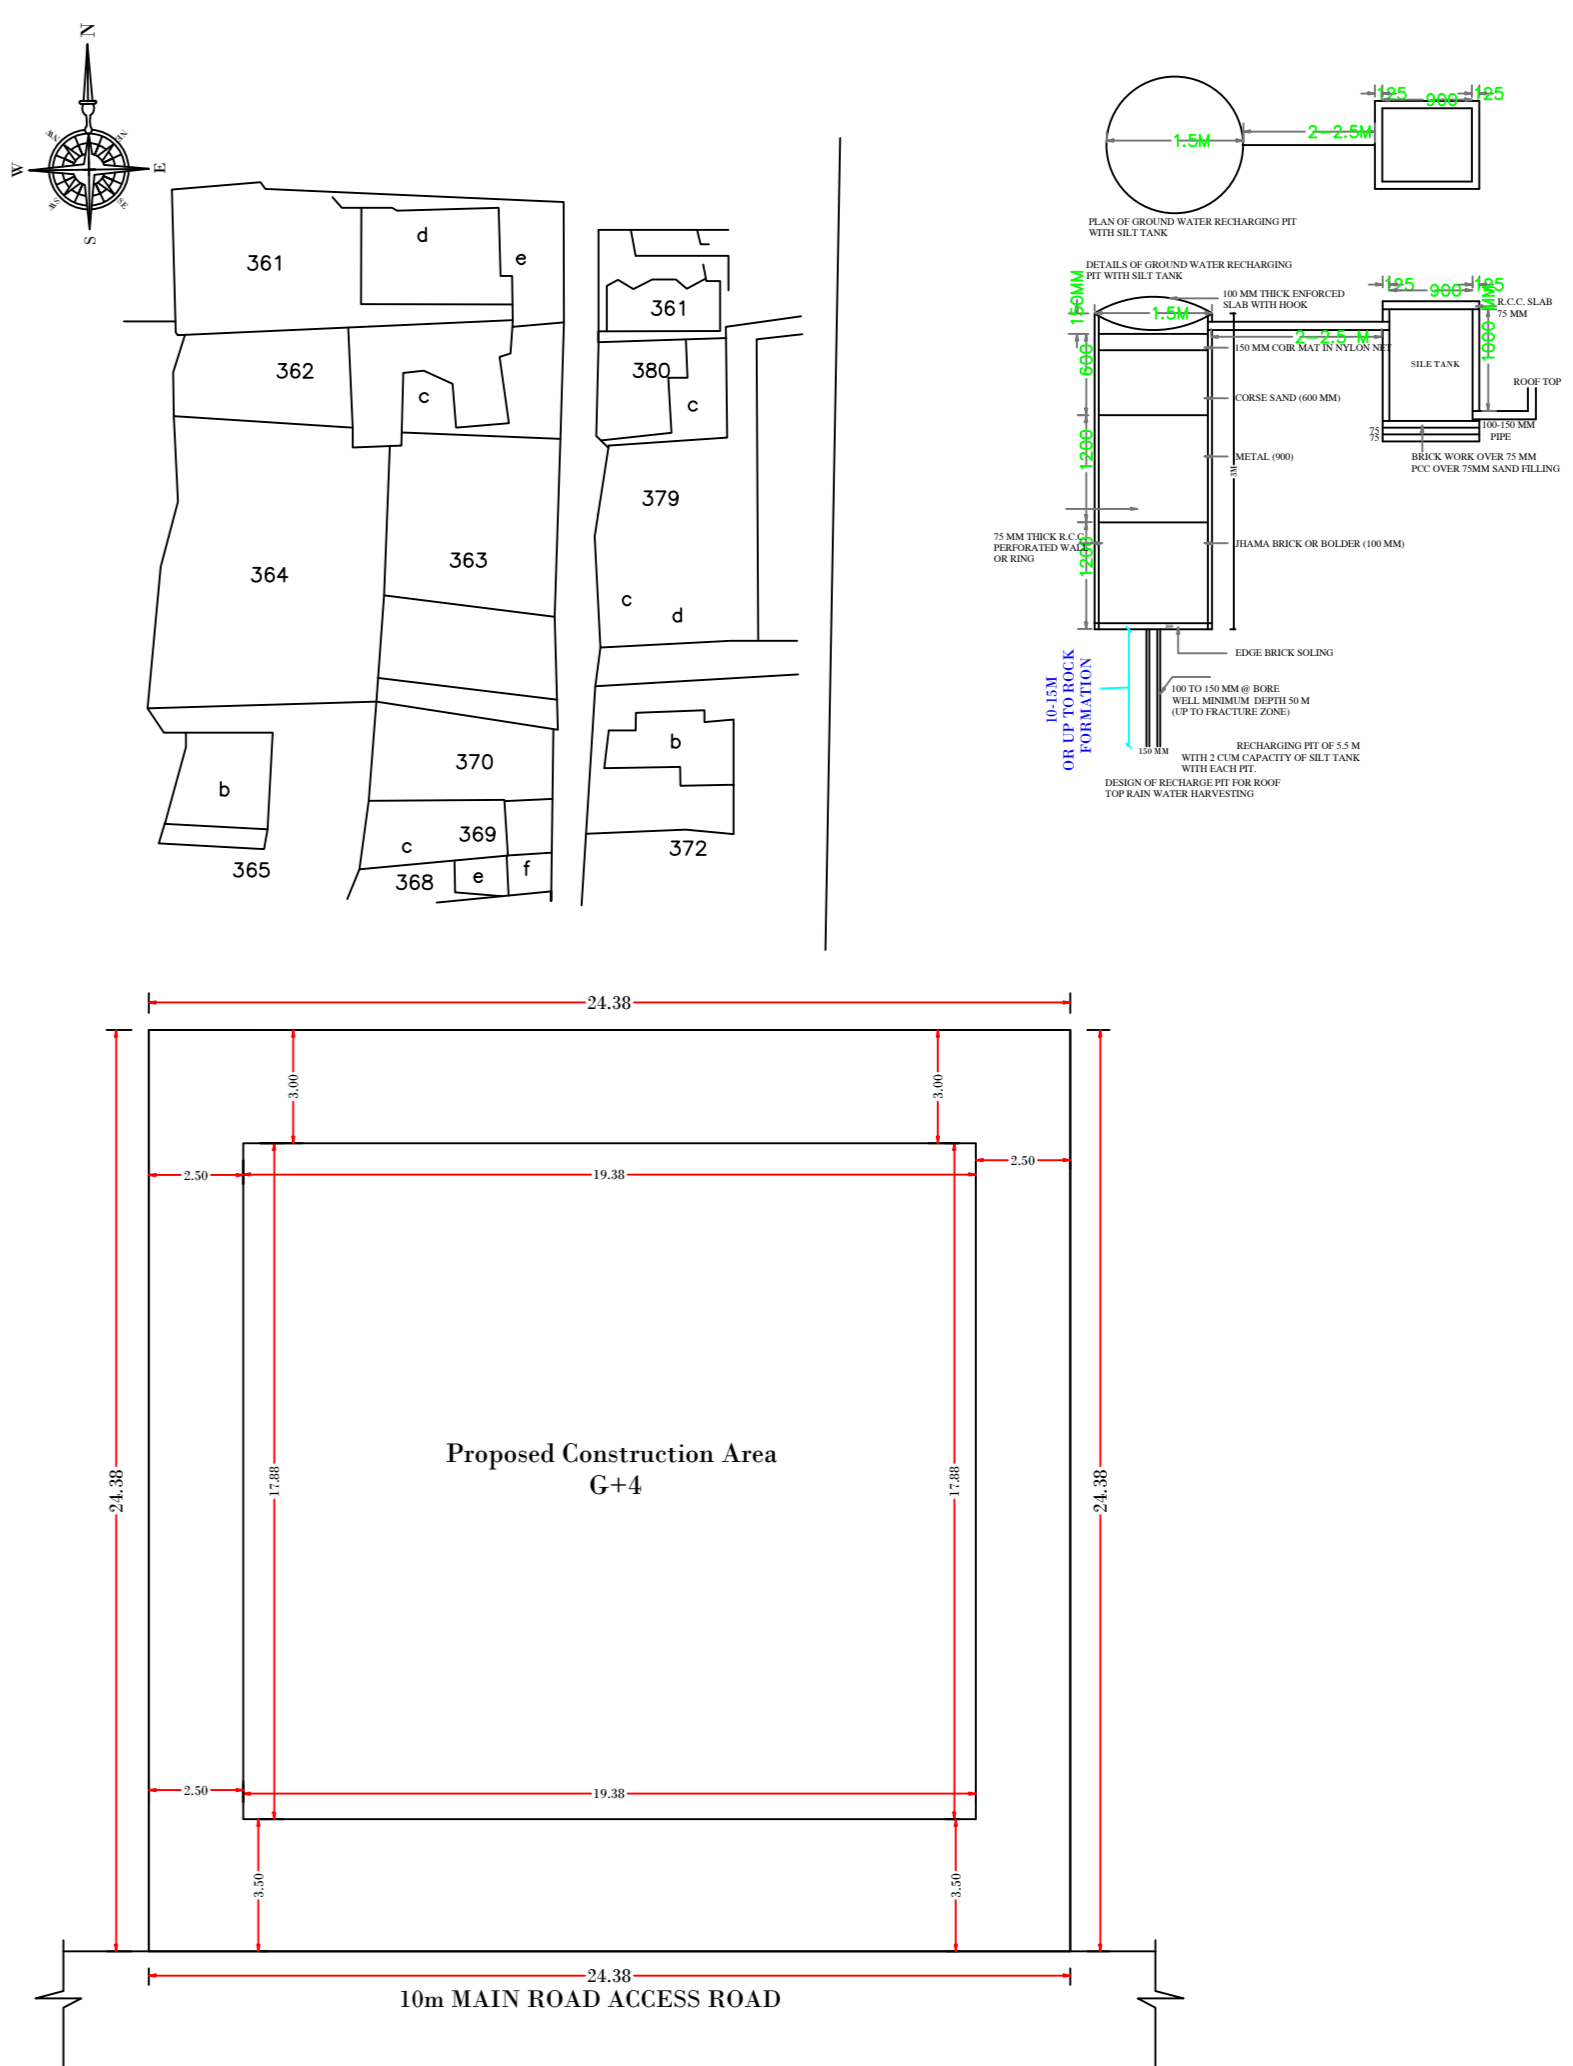 N
NW
NE
W
E
SW
SE
S
361
d
e
362
c
364
363
b
365
370
369
c
368
e
f
361
380
c
379
c
d
b
372
1.5M
2-2.5M
125
900
125
PLAN OF GROUND WATER RECHARGING PIT
WITH SILT TANK
DETAILS OF GROUND WATER RECHARGING
PIT WITH SILT TANK
150MM
1.5M
100 MM THICK ENFORCED
SLAB WITH HOOK
125
900
125
R.C.C. SLAB
75 MM
2-2.5 M
1000 MM
150 MM COIR MAT IN NYLON NET
600
SILE TANK
ROOF TOP
CORSE SAND (600 MM)
1200
METAL (900)
3M
75
75
100-150 MM
PIPE
BRICK WORK OVER 75 MM
PCC OVER 75MM SAND FILLING
75 MM THICK R.C.C
PERFORATED WALL
OR RING
1200
JHAMA BRICK OR BOLDER (100 MM)
EDGE BRICK SOLING
10-15M
OR UP TO ROCK
FORMATION
100 TO 150 MM @ BORE
WELL MINIMUM DEPTH 50 M
(UP TO FRACTURE ZONE)
150 MM
RECHARGING PIT OF 5.5 M
WITH 2 CUM CAPACITY OF SILT TANK
WITH EACH PIT.
DESIGN OF RECHARGE PIT FOR ROOF
TOP RAIN WATER HARVESTING
24.38
3.00
3.00
2.50
19.38
2.50
24.38
17.88
Proposed Construction Area
G+4
17.88
24.38
2.50
19.38
3.50
3.50
24.38
10m MAIN ROAD ACCESS ROAD